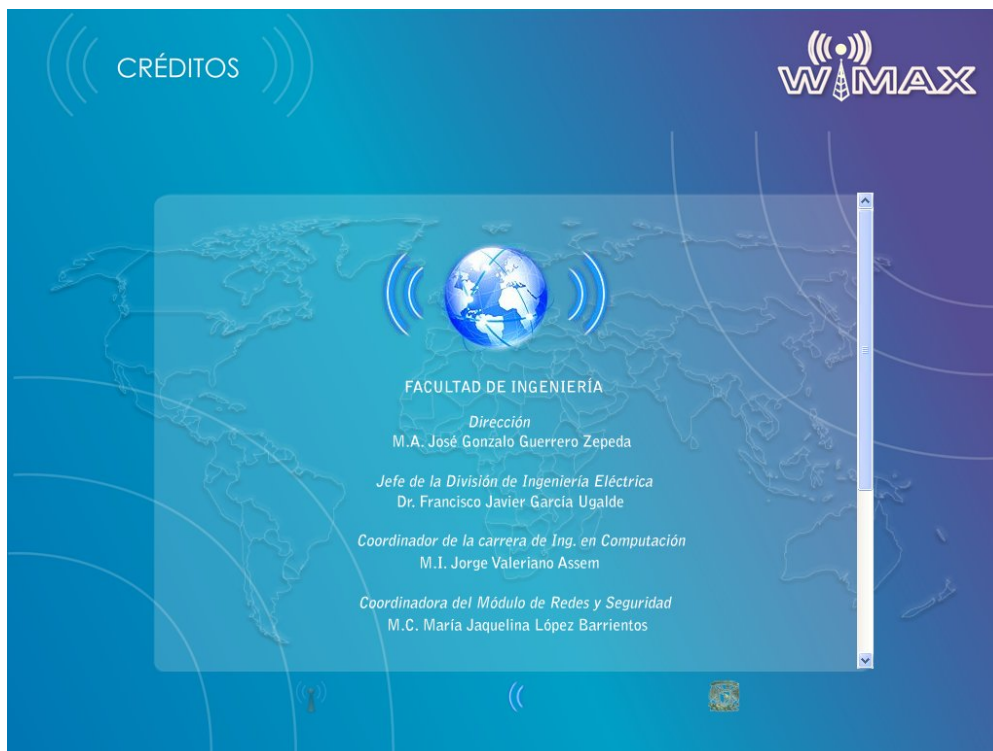 CRÉDITOS
WiMAX
FACULTAD DE INGENIERÍA
Dirección
M.A. José Gonzalo Guerrero Zepeda
Jefe de la División de Ingeniería Eléctrica
Dr. Francisco Javier García Ugalde
Coordinador de la carrera de Ing. en Computación
M.I. Jorge Valeriano Assem
Coordinadora del Módulo de Redes y Seguridad
M.C. María Jaquelina López Barrientos